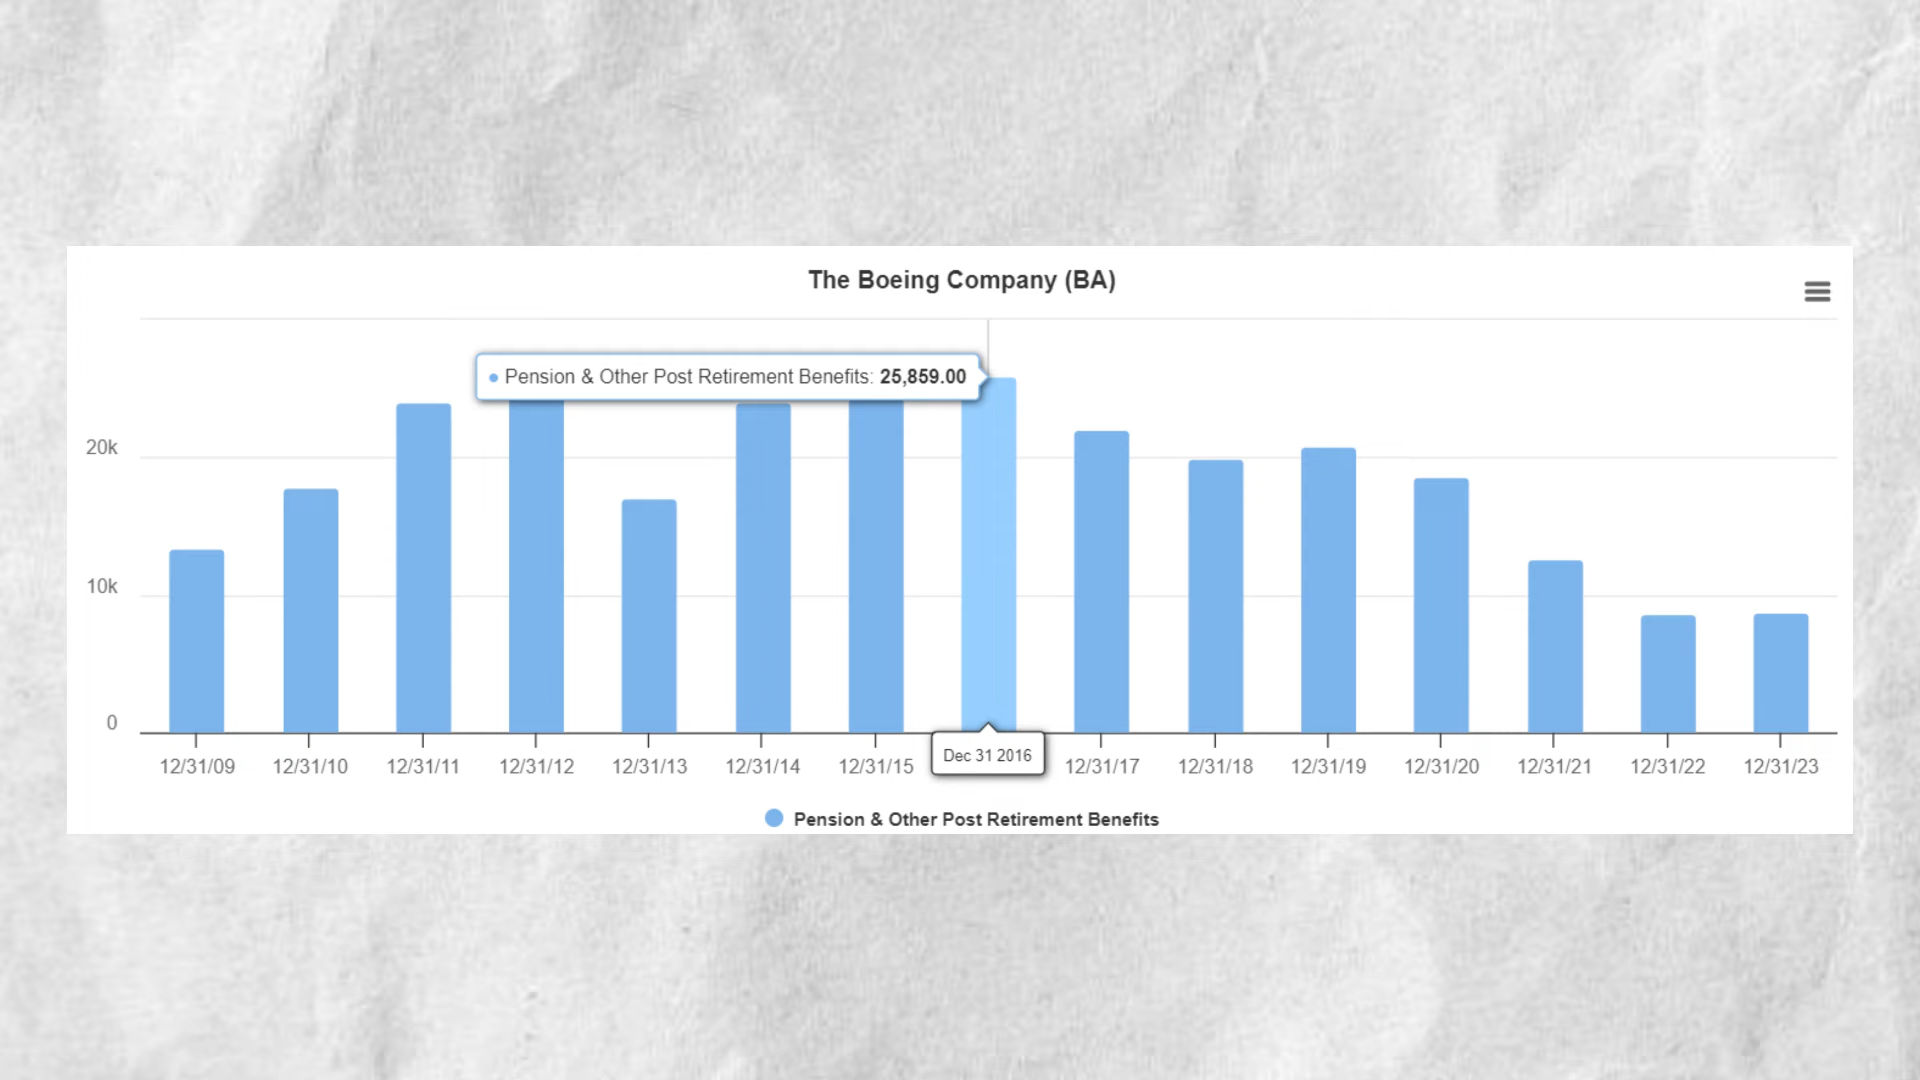 The Boeing Company (BA)
Pension & Other Post Retirement Benefits: 25,859.00
20k
10k
0
12/31/09 12/31/10 12/31/11 12/31/12 12/31/13 12/31/14 12/31/15 Dec 31 2016 12/31/17 12/31/18 12/31/19 12/31/20 12/31/21 12/31/22 12/31/23
Pension & Other Post Retirement Benefits